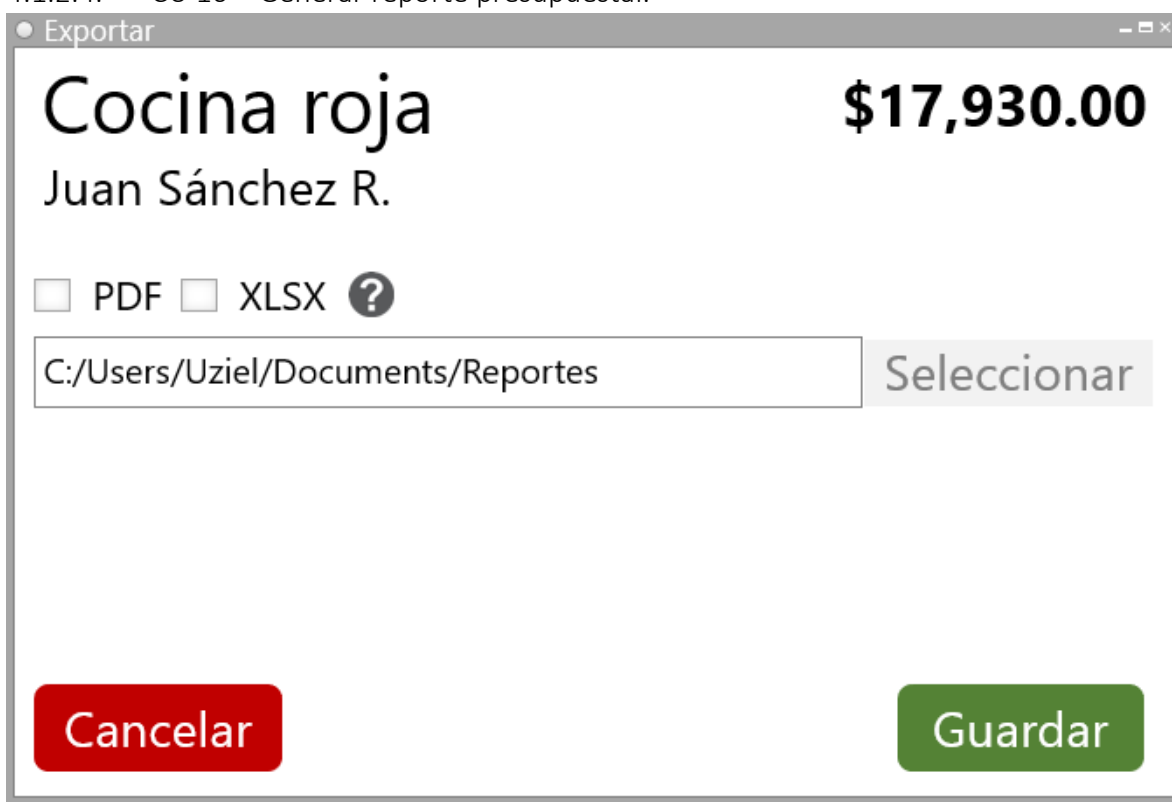 Exportar
Cocina roja $17,930.00
Juan Sánchez R.
PDF XLSX ?
C:/Users/Uziel/Documents/Reportes Seleccionar
Cancelar Guardar